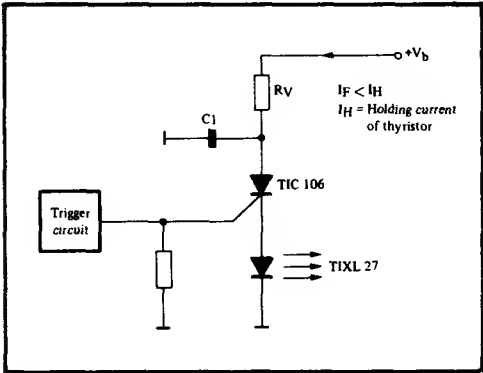 +Vb
RV
IF < IH
IH = Holding current
of thyristor
C1
TIC 106
Trigger
circuit
TIXL 27